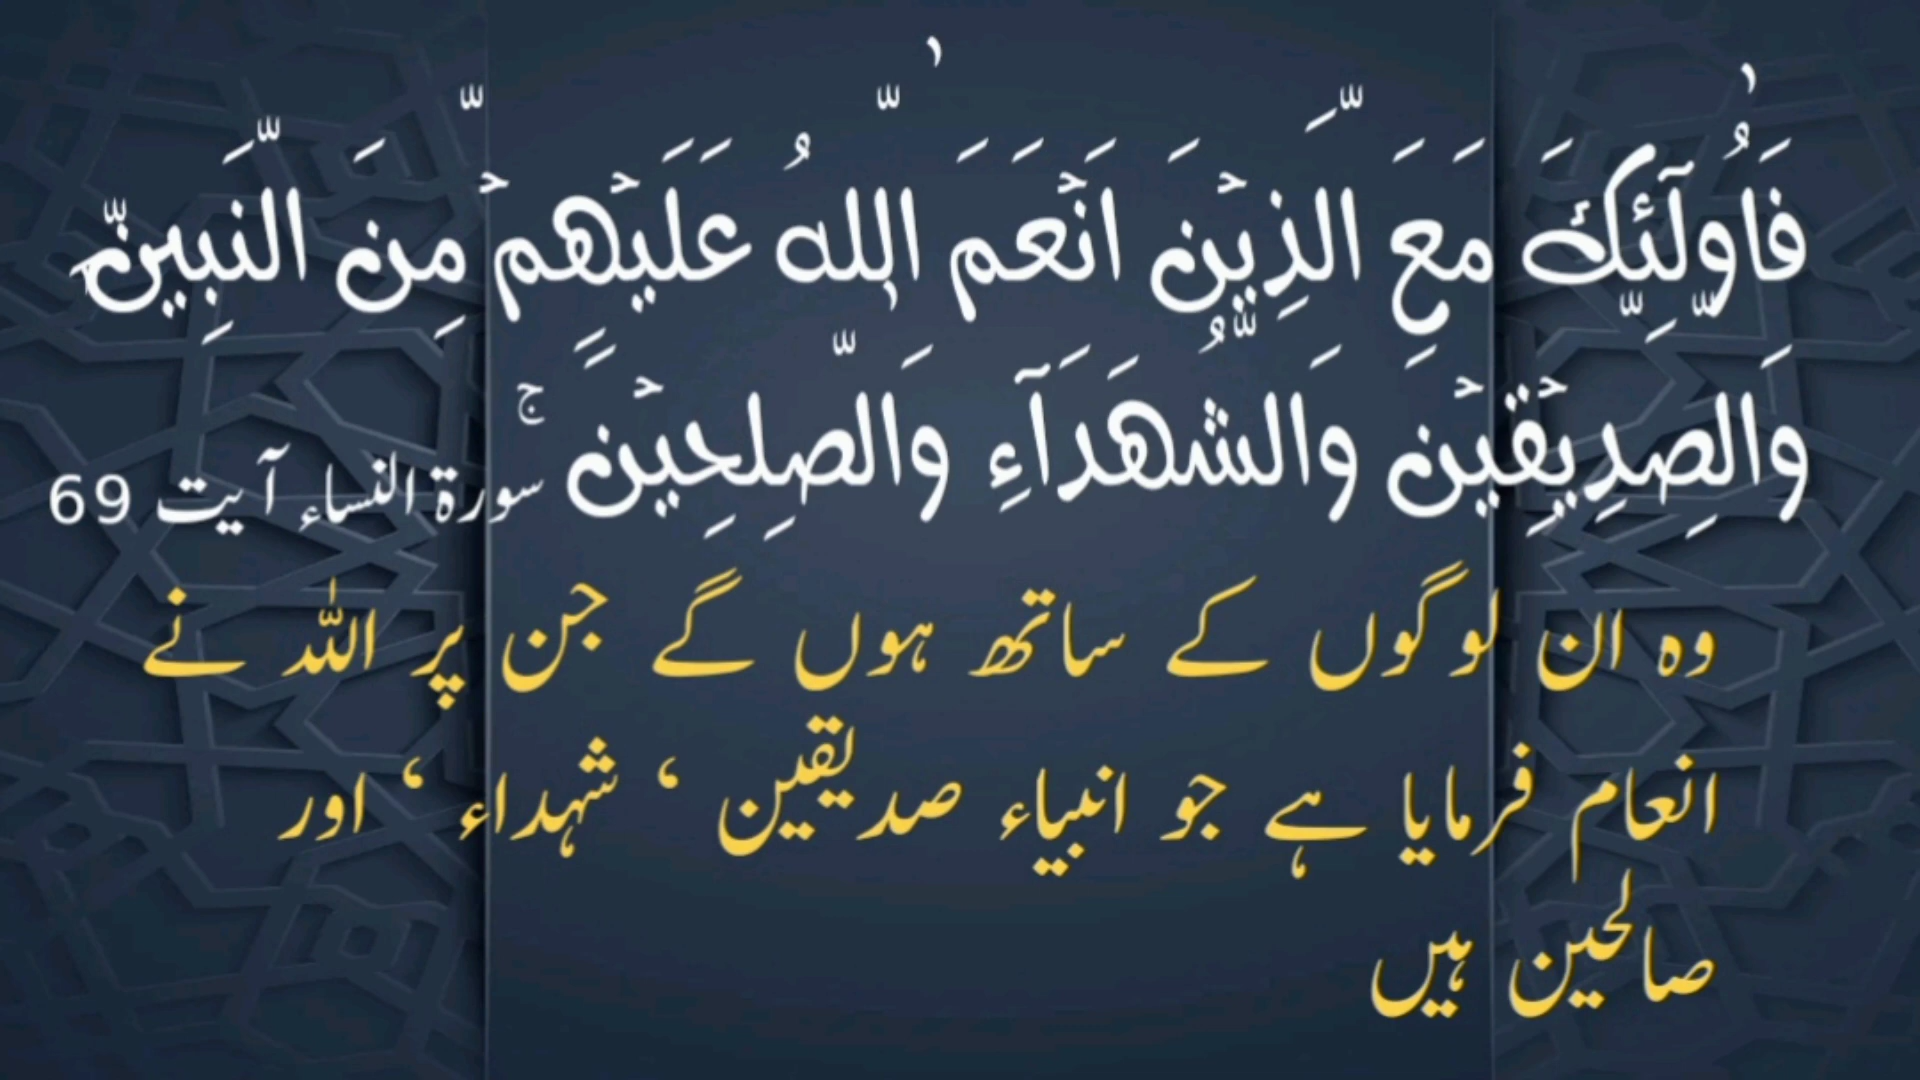 فَاُولٰٓئِكَ مَعَ الَّذِيۡنَ اَنۡعَمَ اللّٰهُ عَلَيۡهِمۡ مِّنَ النَّبِيّٖنَ
وَالصِّدِّيۡقِيۡنَ وَالشُّهَدَآءِ وَالصّٰلِحِيۡنَ‌ ۚ سورۃ النساء آیت 69
وہ ان لوگوں کے ساتھ ہوں گے جن پر اللہ نے
انعام فرمایا ہے جو انبیاء صدیقین ‘ شہداء ‘ اور
صالحین ہیں